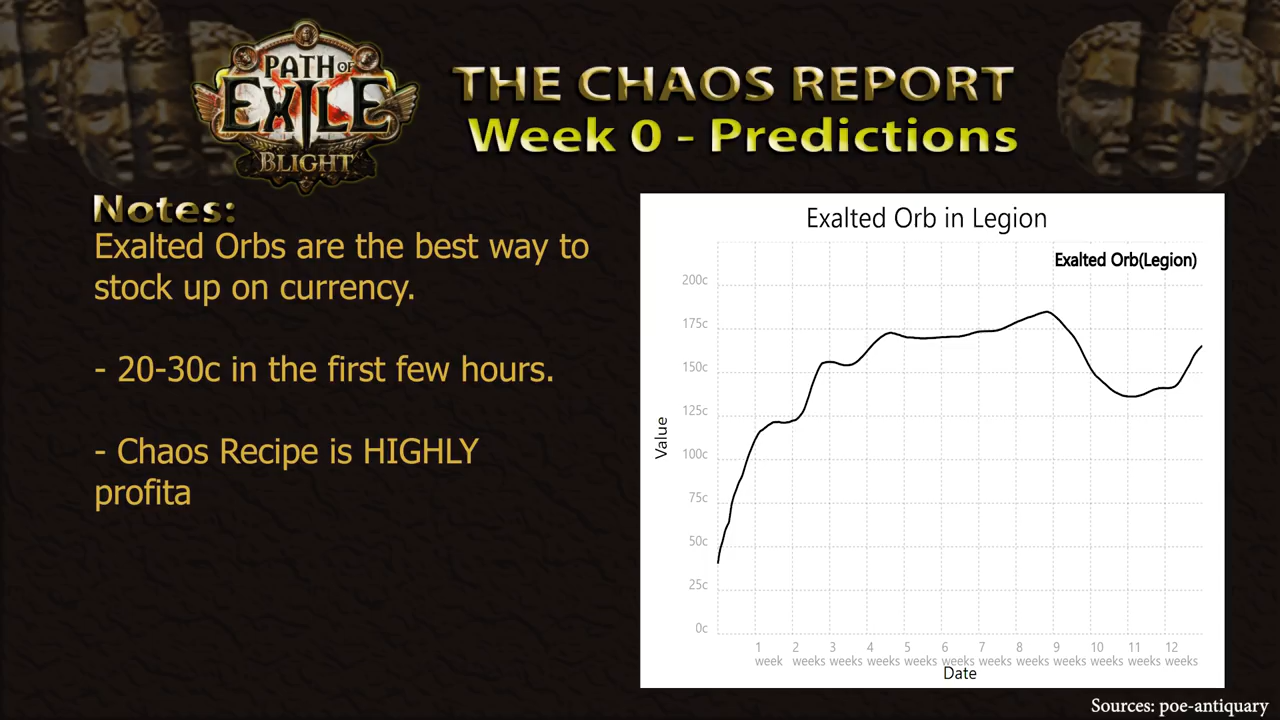 PATH OF
EXILE
BLIGHT
THE CHAOS REPORT
Week 0 - Predictions
Notes:
Exalted Orbs are the best way to
stock up on currency.
- 20-30c in the first few hours.
- Chaos Recipe is HIGHLY
profita
Exalted Orb in Legion
Exalted Orb(Legion)
200c
175c
150c
125c
100c
75c
50c
25c
0c
Value
1 week
2 weeks
3 weeks
4 weeks
5 weeks
6 weeks
7 weeks
8 weeks
9 weeks
10 weeks
11 weeks
12 weeks
Date
Sources: poe-antiquary